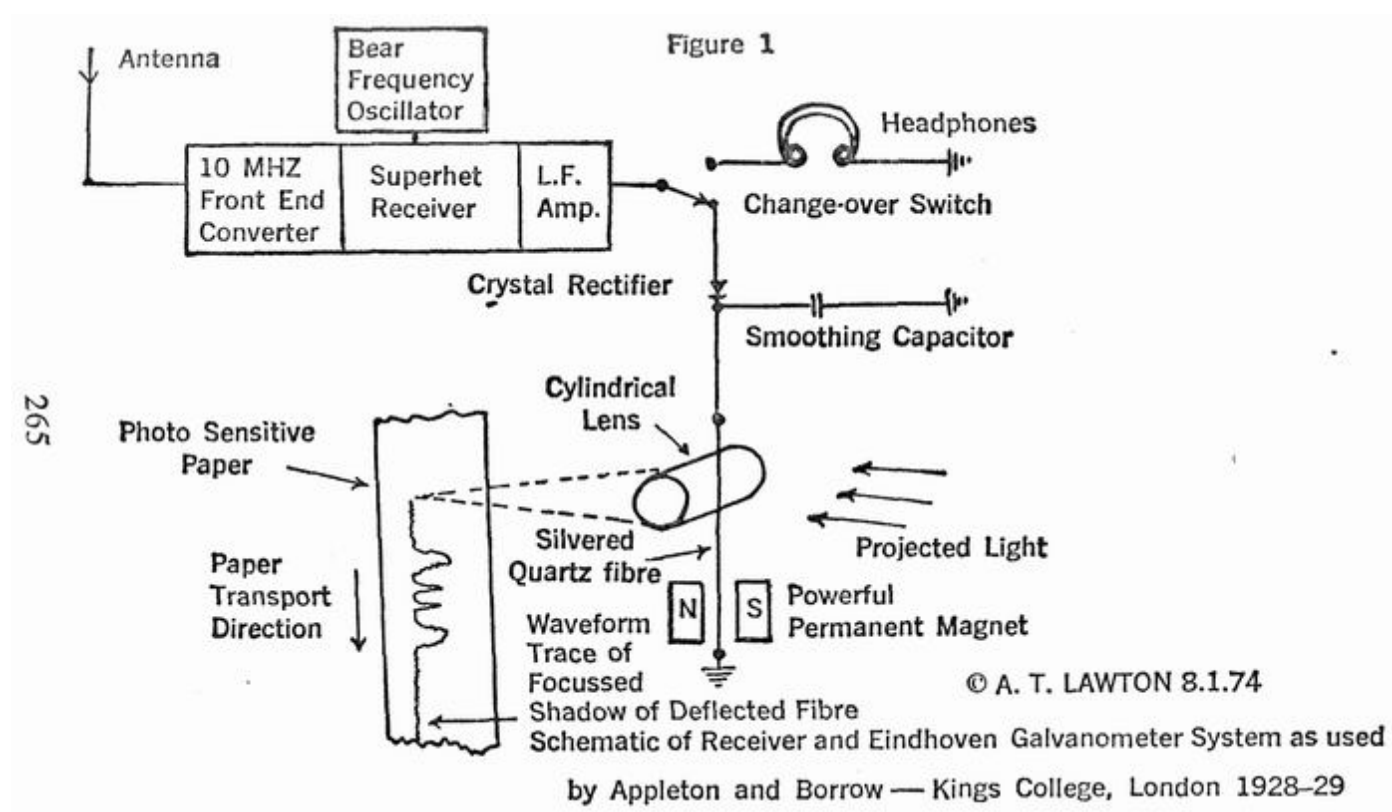 Figure 1
Antenna
Bear
Frequency
Oscillator
Headphones
10 MHZ
Front End
Converter
Superhet
Receiver
L.F.
Amp.
Change-over Switch
Crystal Rectifier
Smoothing Capacitor
Cylindrical
Lens
265
Photo Sensitive
Paper
Projected Light
Silvered
Quartz fibre
Paper
Transport
Direction
N
S
Powerful
Permanent Magnet
Waveform
Trace of
Focussed
Shadow of Deflected Fibre
© A. T. LAWTON 8.1.74
Schematic of Receiver and Eindhoven Galvanometer System as used
by Appleton and Borrow — Kings College, London 1928–29